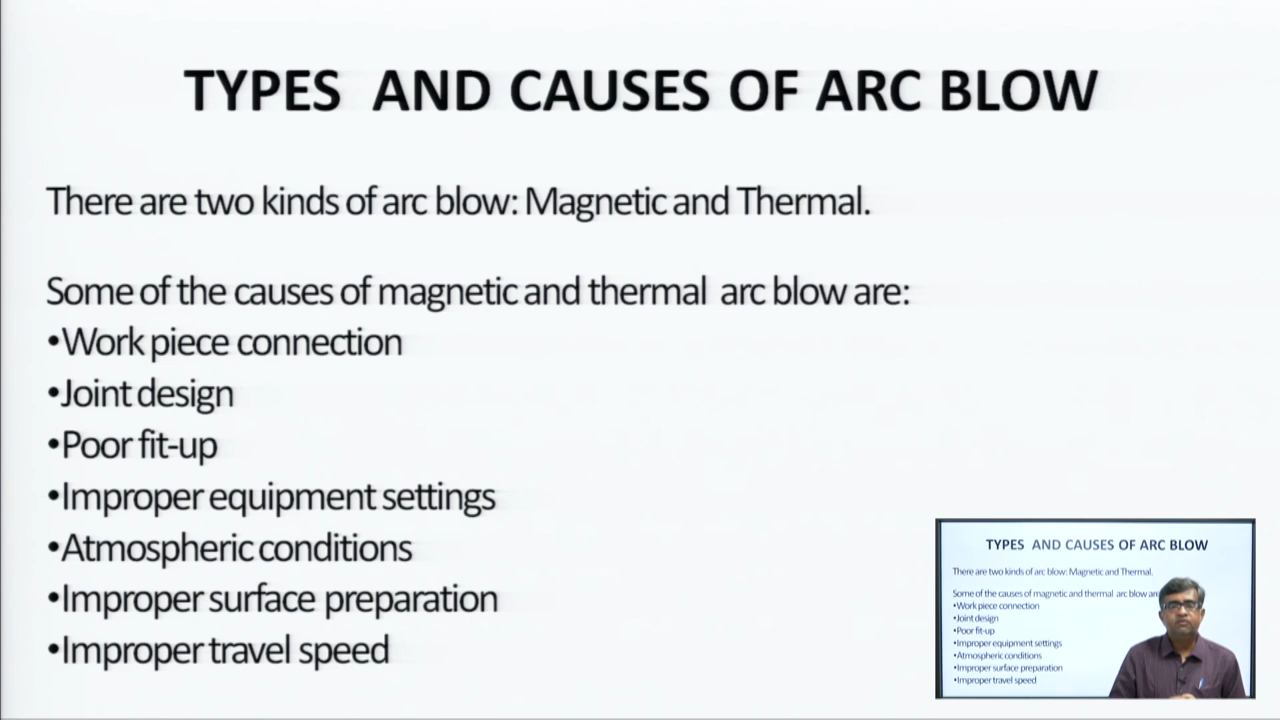 TYPES AND CAUSES OF ARC BLOW
There are two kinds of arc blow: Magnetic and Thermal.
Some of the causes of magnetic and thermal arc blow are:
•Work piece connection
•Joint design
•Poor fit-up
•Improper equipment settings
•Atmospheric conditions
•Improper surface preparation
•Improper travel speed
TYPES AND CAUSES OF ARC BLOW
There are two kinds of arc blow: Magnetic and Thermal.
Some of the causes of magnetic and thermal arc blow are
•Work piece connection
•Joint design
•Poor fit-up
•Improper equipment settings
•Atmospheric conditions
•Improper surface preparation
•Improper travel speed